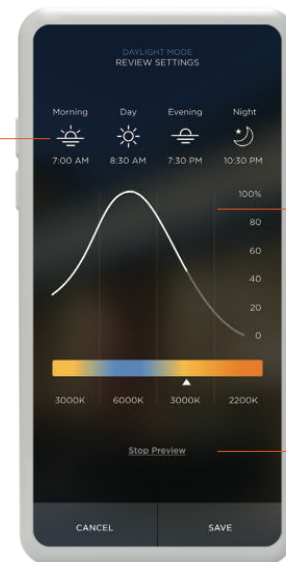 DAYLIGHT MODE
REVIEW SETTINGS
Morning Day Evening Night
7:00 AM 8:30 AM 7:30 PM 10:30 PM
100%
80
60
40
20
0
3000K 6000K 3000K 2200K
Stop Preview
CANCEL SAVE